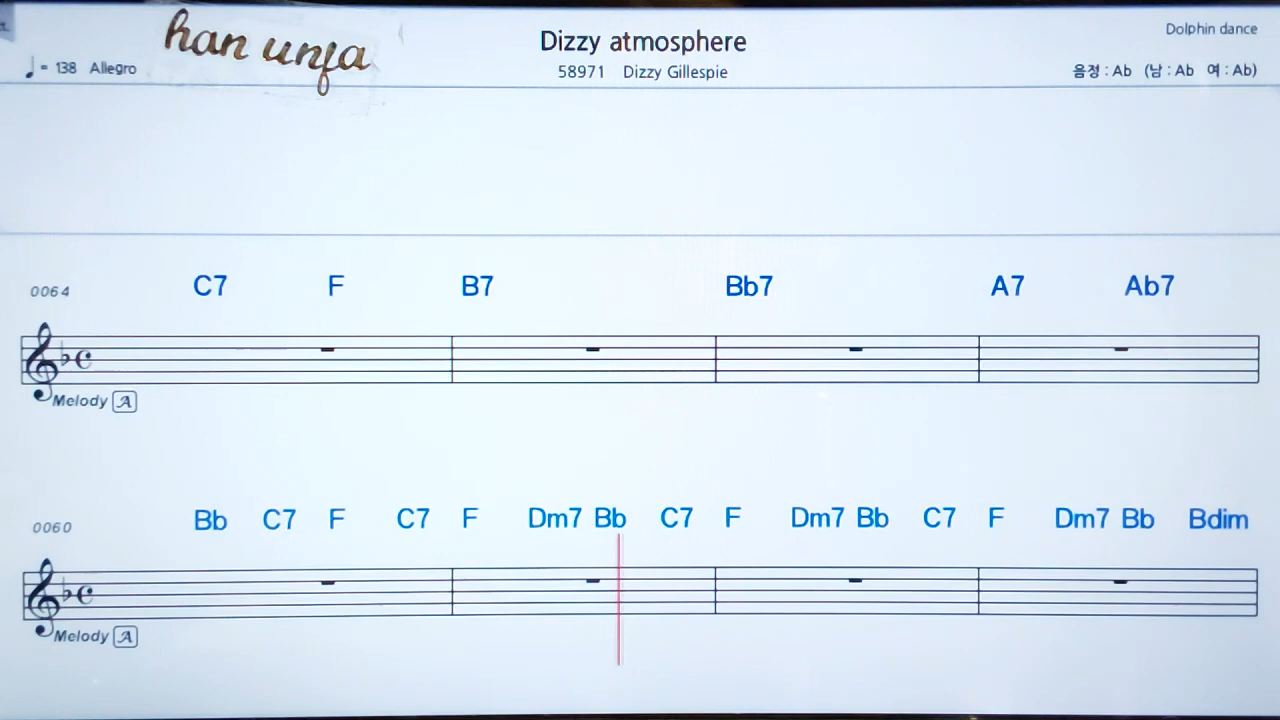 han unfa
Dizzy atmosphere
Dolphin dance
= 138 Allegro
58971 Dizzy Gillespie
음정 : Ab (남 : Ab 여 : Ab)
C7 F B7 Bb7 A7 Ab7
0064
Melody A
Bb C7 F C7 F Dm7 Bb C7 F Dm7 Bb C7 F Dm7 Bb Bdim
0060
Melody A